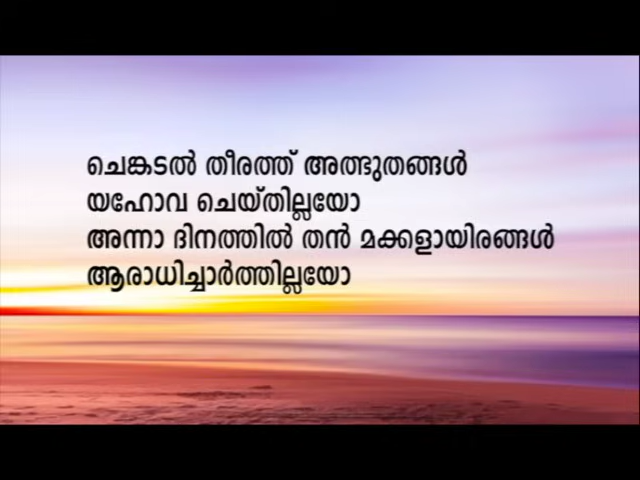 ചെങ്കടൽ തീരത്ത് അത്ഭുതങ്ങൾ
യഹോവ ചെയ്തില്ലയോ
അന്നാ ദിനത്തിൽ തൻ മക്കളായിരങ്ങൾ
ആരാധിച്ചാർത്തില്ലയോ